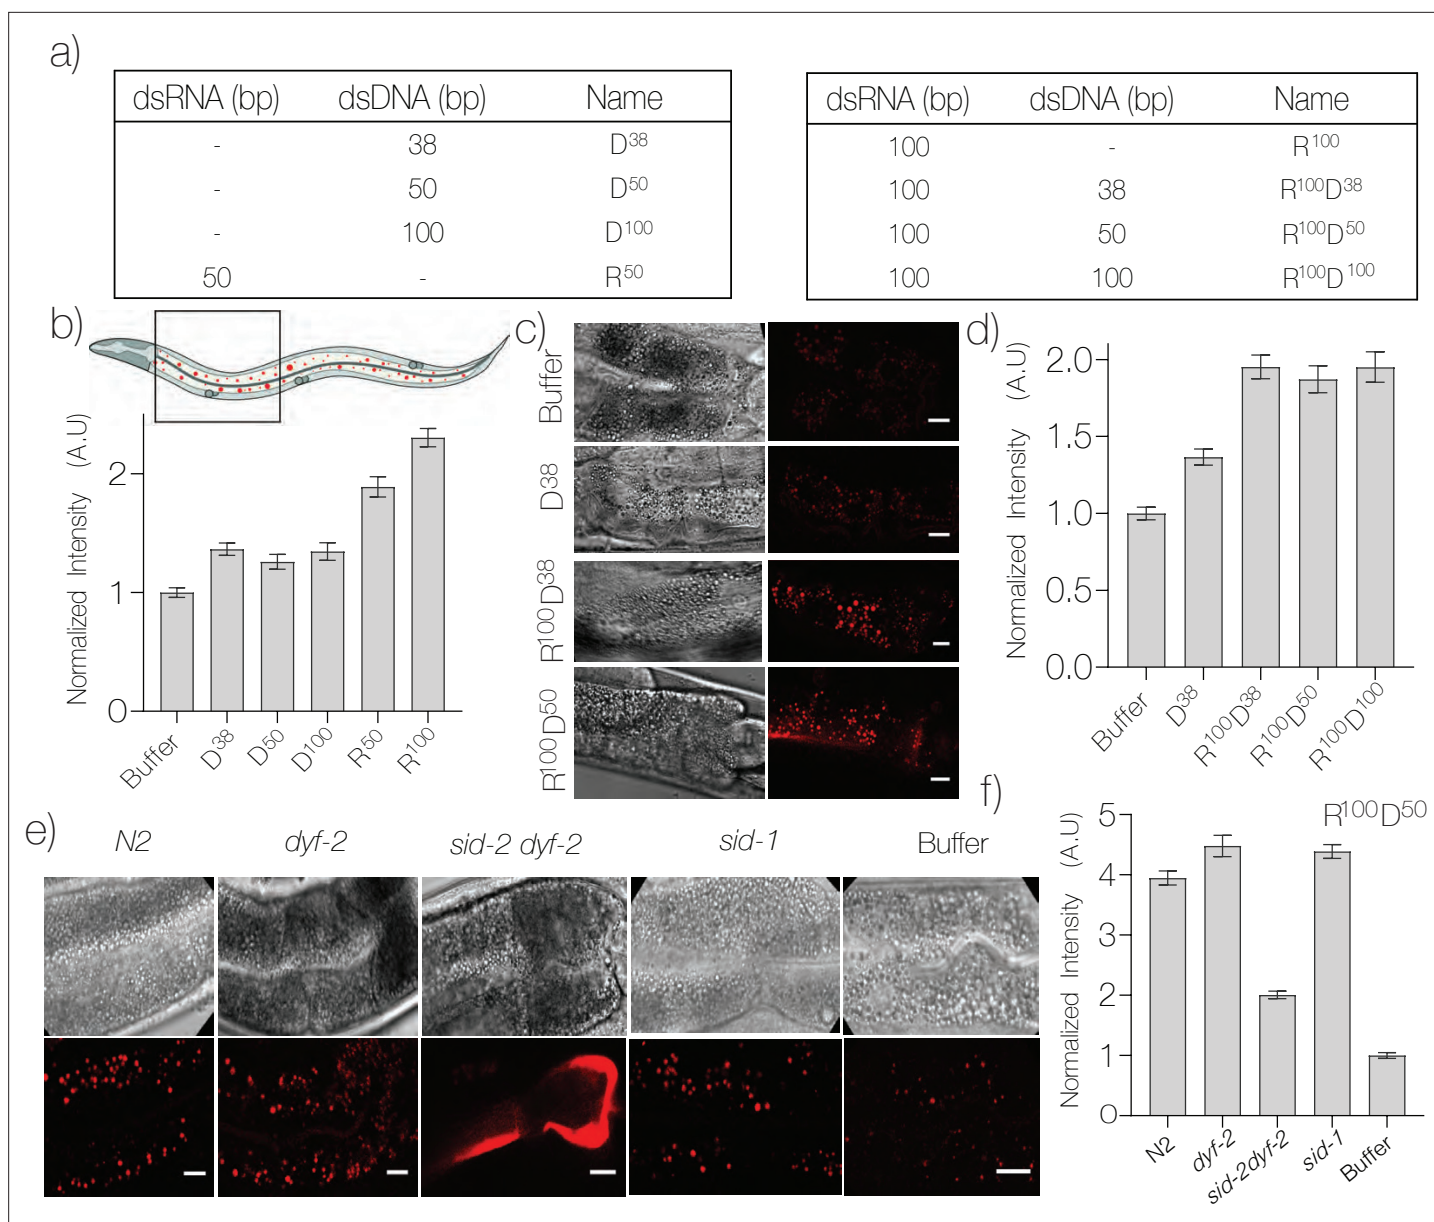 a)
dsRNA (bp) dsDNA (bp) Name
- 38 D38
- 50 D50
- 100 D100
50 - R50
dsRNA (bp) dsDNA (bp) Name
100 - R100
100 38 R100D38
100 50 R100D50
100 100 R100D100
b)
Normalized Intensity (A.U)
2
1
0
Buffer D38 D50 D100 R50 R100
c)
Buffer
D38
R100D38
R100D50
d)
Normalized Intensity (A.U)
2.0
1.5
1.0
0.5
0.0
Buffer D38 R100D38 R100D50 R100D100
e)
N2 dyf-2 sid-2 dyf-2 sid-1 Buffer
f)
R100D50
Normalized Intensity (A.U)
5
4
3
2
1
0
N2 dyf-2 sid-2dyf-2 sid-1 Buffer